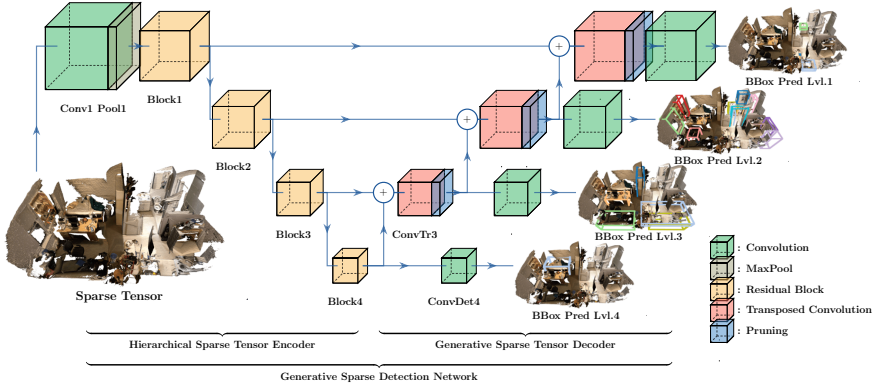 Conv1 Pool1
Block1
BBox Pred Lvl.1
Block2
BBox Pred Lvl.2
+
+
+
Block3
ConvTr3
BBox Pred Lvl.3
Sparse Tensor
Block4
ConvDet4
BBox Pred Lvl.4
: Convolution
: MaxPool
: Residual Block
: Transposed Convolution
: Pruning
Hierarchical Sparse Tensor Encoder
Generative Sparse Tensor Decoder
Generative Sparse Detection Network